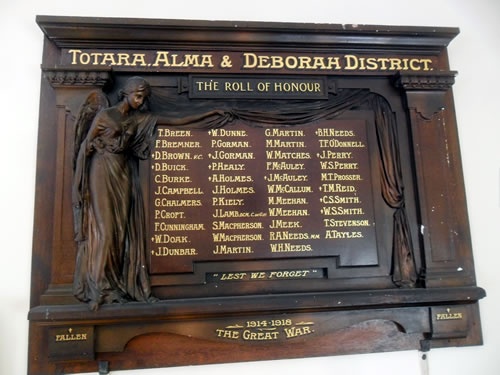 TOTARA. ALMA & DEBORAH DISTRICT.
THE ROLL OF HONOUR
T. BREEN.
F. BREMNER.
+D. BROWN. R.C.
+D. BUICK.
C. BURKE.
J. CAMPBELL.
G. CHALMERS.
P. CROFT.
F. CUNNINGHAM.
+W. DOAK.
+J. DUNBAR.
+W. DUNNE.
P. GORMAN.
+J. GORMAN.
+P. HEALY.
+A. HOLMES.
J. HOLMES.
P. KIELY.
J. LAMB. DCM.
S. MACPHERSON.
W. MACPHERSON.
J. MARTIN.
G. MARTIN.
M. MARTIN.
W. MATCHES.
P. McAULEY.
+J. McAULEY.
W. McCALLUM.
M. MEEHAN.
W. MEEHAN.
J. MEEK.
R.A. NEEDS. M.M.
W.H. NEEDS.
+B.H. NEEDS.
T.F. O'DONNELL
+J. PERRY.
W.S. PERRY.
M.T. PROSSER.
+T.M. REID.
+C.S. SMITH.
+W.S. SMITH.
T. STEVENSON.
A. TAYLES.
"LEST WE FORGET"
+
FALLEN
1914-1918
THE GREAT WAR.
+
FALLEN